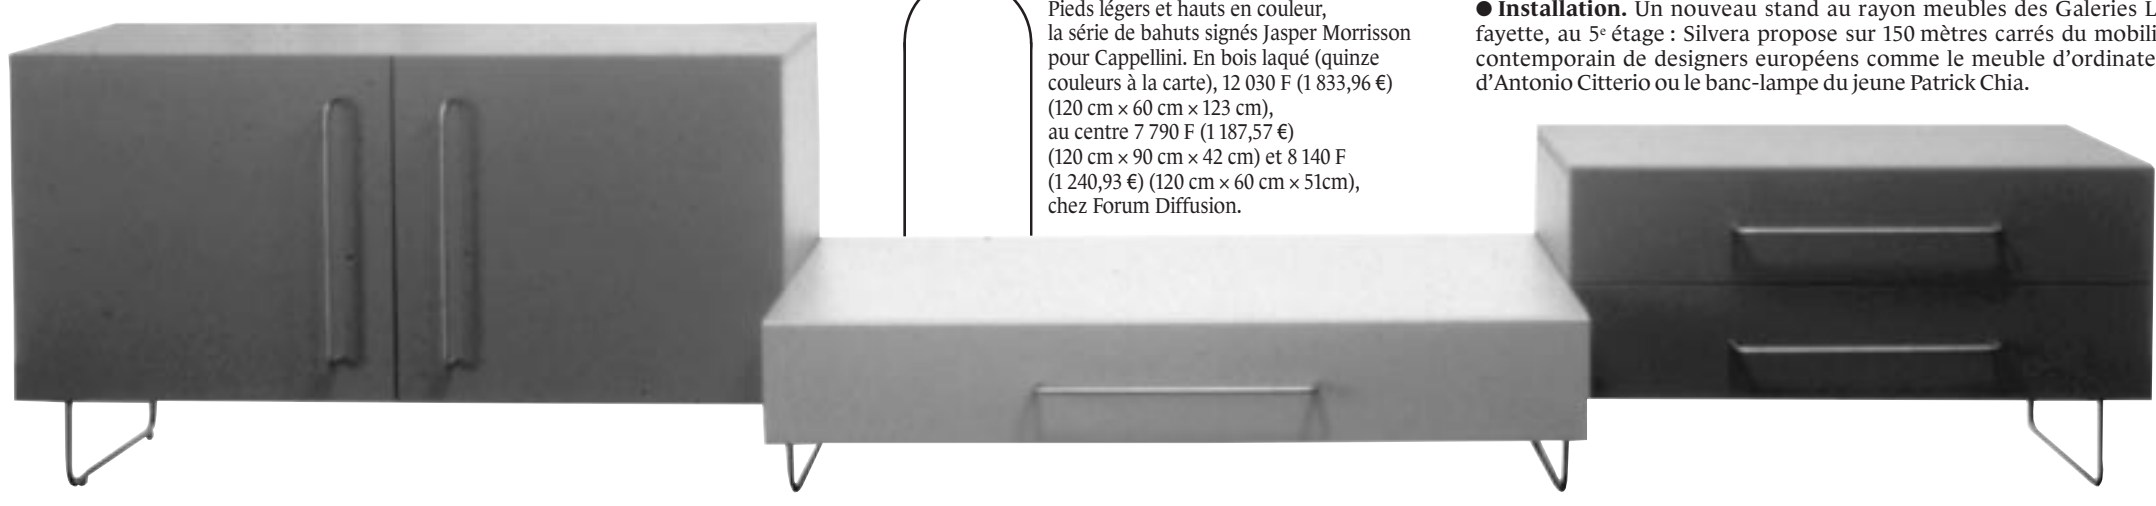 Pieds légers et hauts en couleur,
la série de bahuts signés Jasper Morrisson
pour Cappellini. En bois laqué (quinze
couleurs à la carte), 12 030 F (1 833,96 €)
(120 cm × 60 cm × 123 cm),
au centre 7 790 F (1 187,57 €)
(120 cm × 90 cm × 42 cm) et 8 140 F
(1 240,93 €) (120 cm × 60 cm × 51cm),
chez Forum Diffusion.
● Installation. Un nouveau stand au rayon meubles des Galeries L
fayette, au 5e étage : Silvera propose sur 150 mètres carrés du mobili
contemporain de designers européens comme le meuble d'ordinate
d'Antonio Citterio ou le banc-lampe du jeune Patrick Chia.